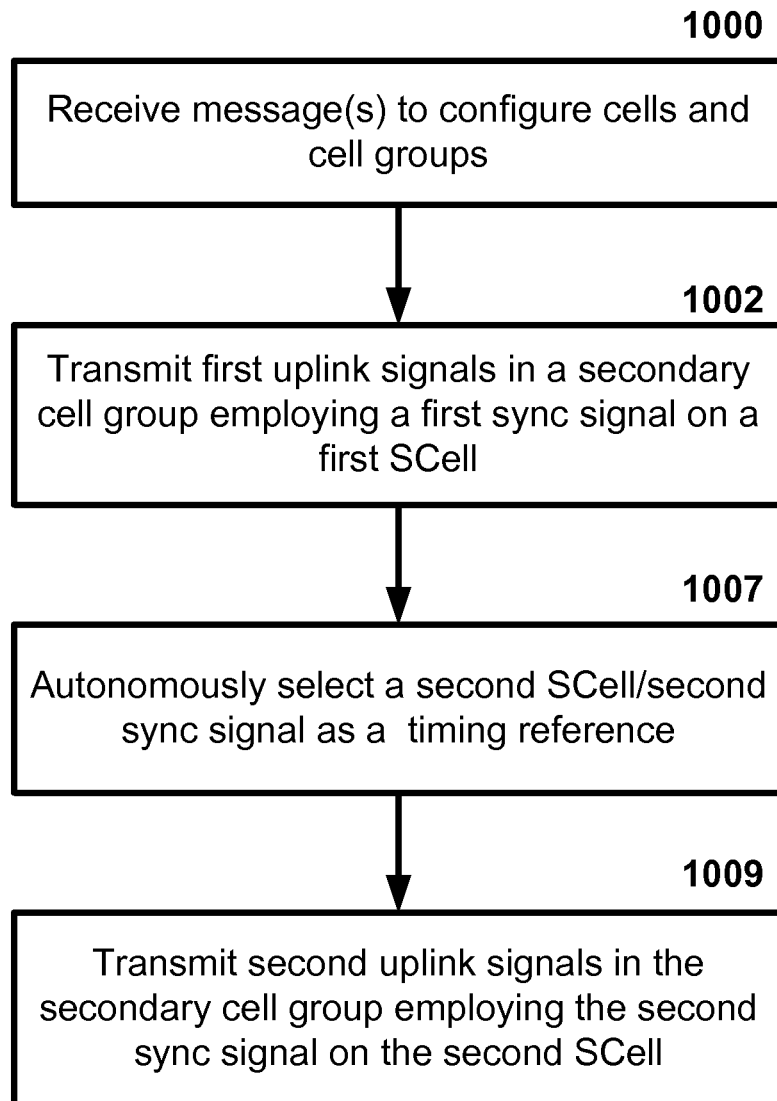 1000
Receive message(s) to configure cells and
cell groups
1002
Transmit first uplink signals in a secondary
cell group employing a first sync signal on a
first SCell
1007
Autonomously select a second SCell/second
sync signal as a timing reference
1009
Transmit second uplink signals in the
secondary cell group employing the second
sync signal on the second SCell